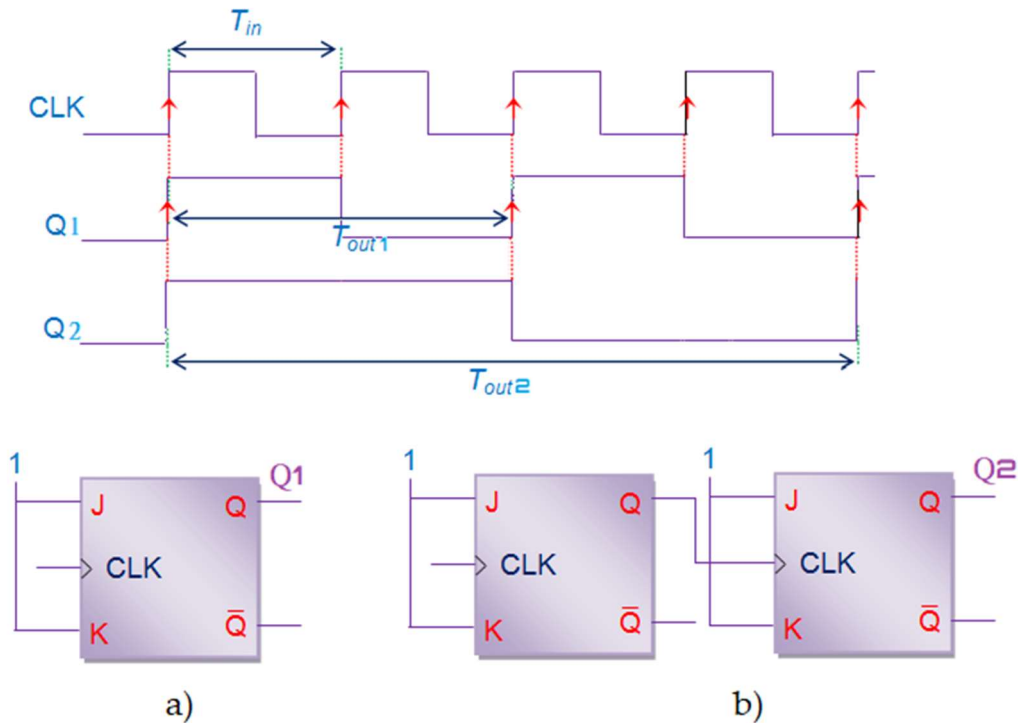 Tin
CLK
Q1
Tout1
Q2
Tout2
1
Q1
J
Q
CLK
K
Q̅
a)
1
J
Q
CLK
K
Q̅
1
Q2
J
Q
CLK
K
Q̅
b)